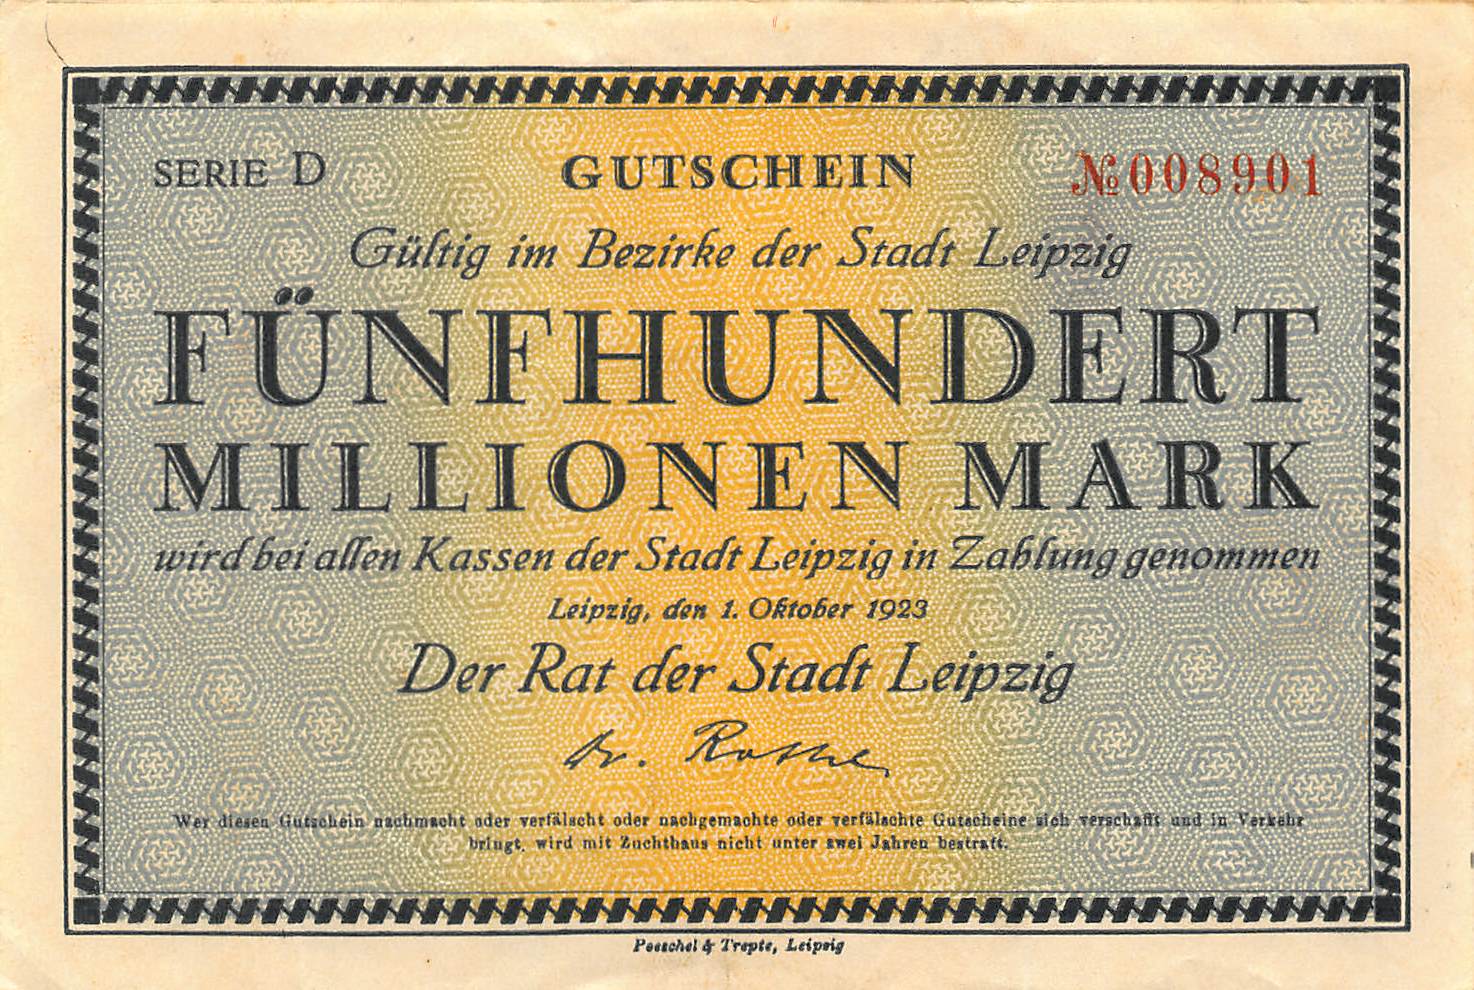 SERIE D GUTSCHEIN №008901
Gültig im Bezirke der Stadt Leipzig
FÜNFHUNDERT
MILLIONEN MARK
wird bei allen Kassen der Stadt Leipzig in Zahlung genommen
Leipzig, den 1. Oktober 1923
Der Rat der Stadt Leipzig
Dr. Rothe
Wer diesen Gutschein nachmacht oder verfälscht oder nachgemachte oder verfälschte Gutscheine sich verschafft und in Verkehr
bringt, wird mit Zuchthaus nicht unter zwei Jahren bestraft.
Poeschel & Trepte, Leipzig